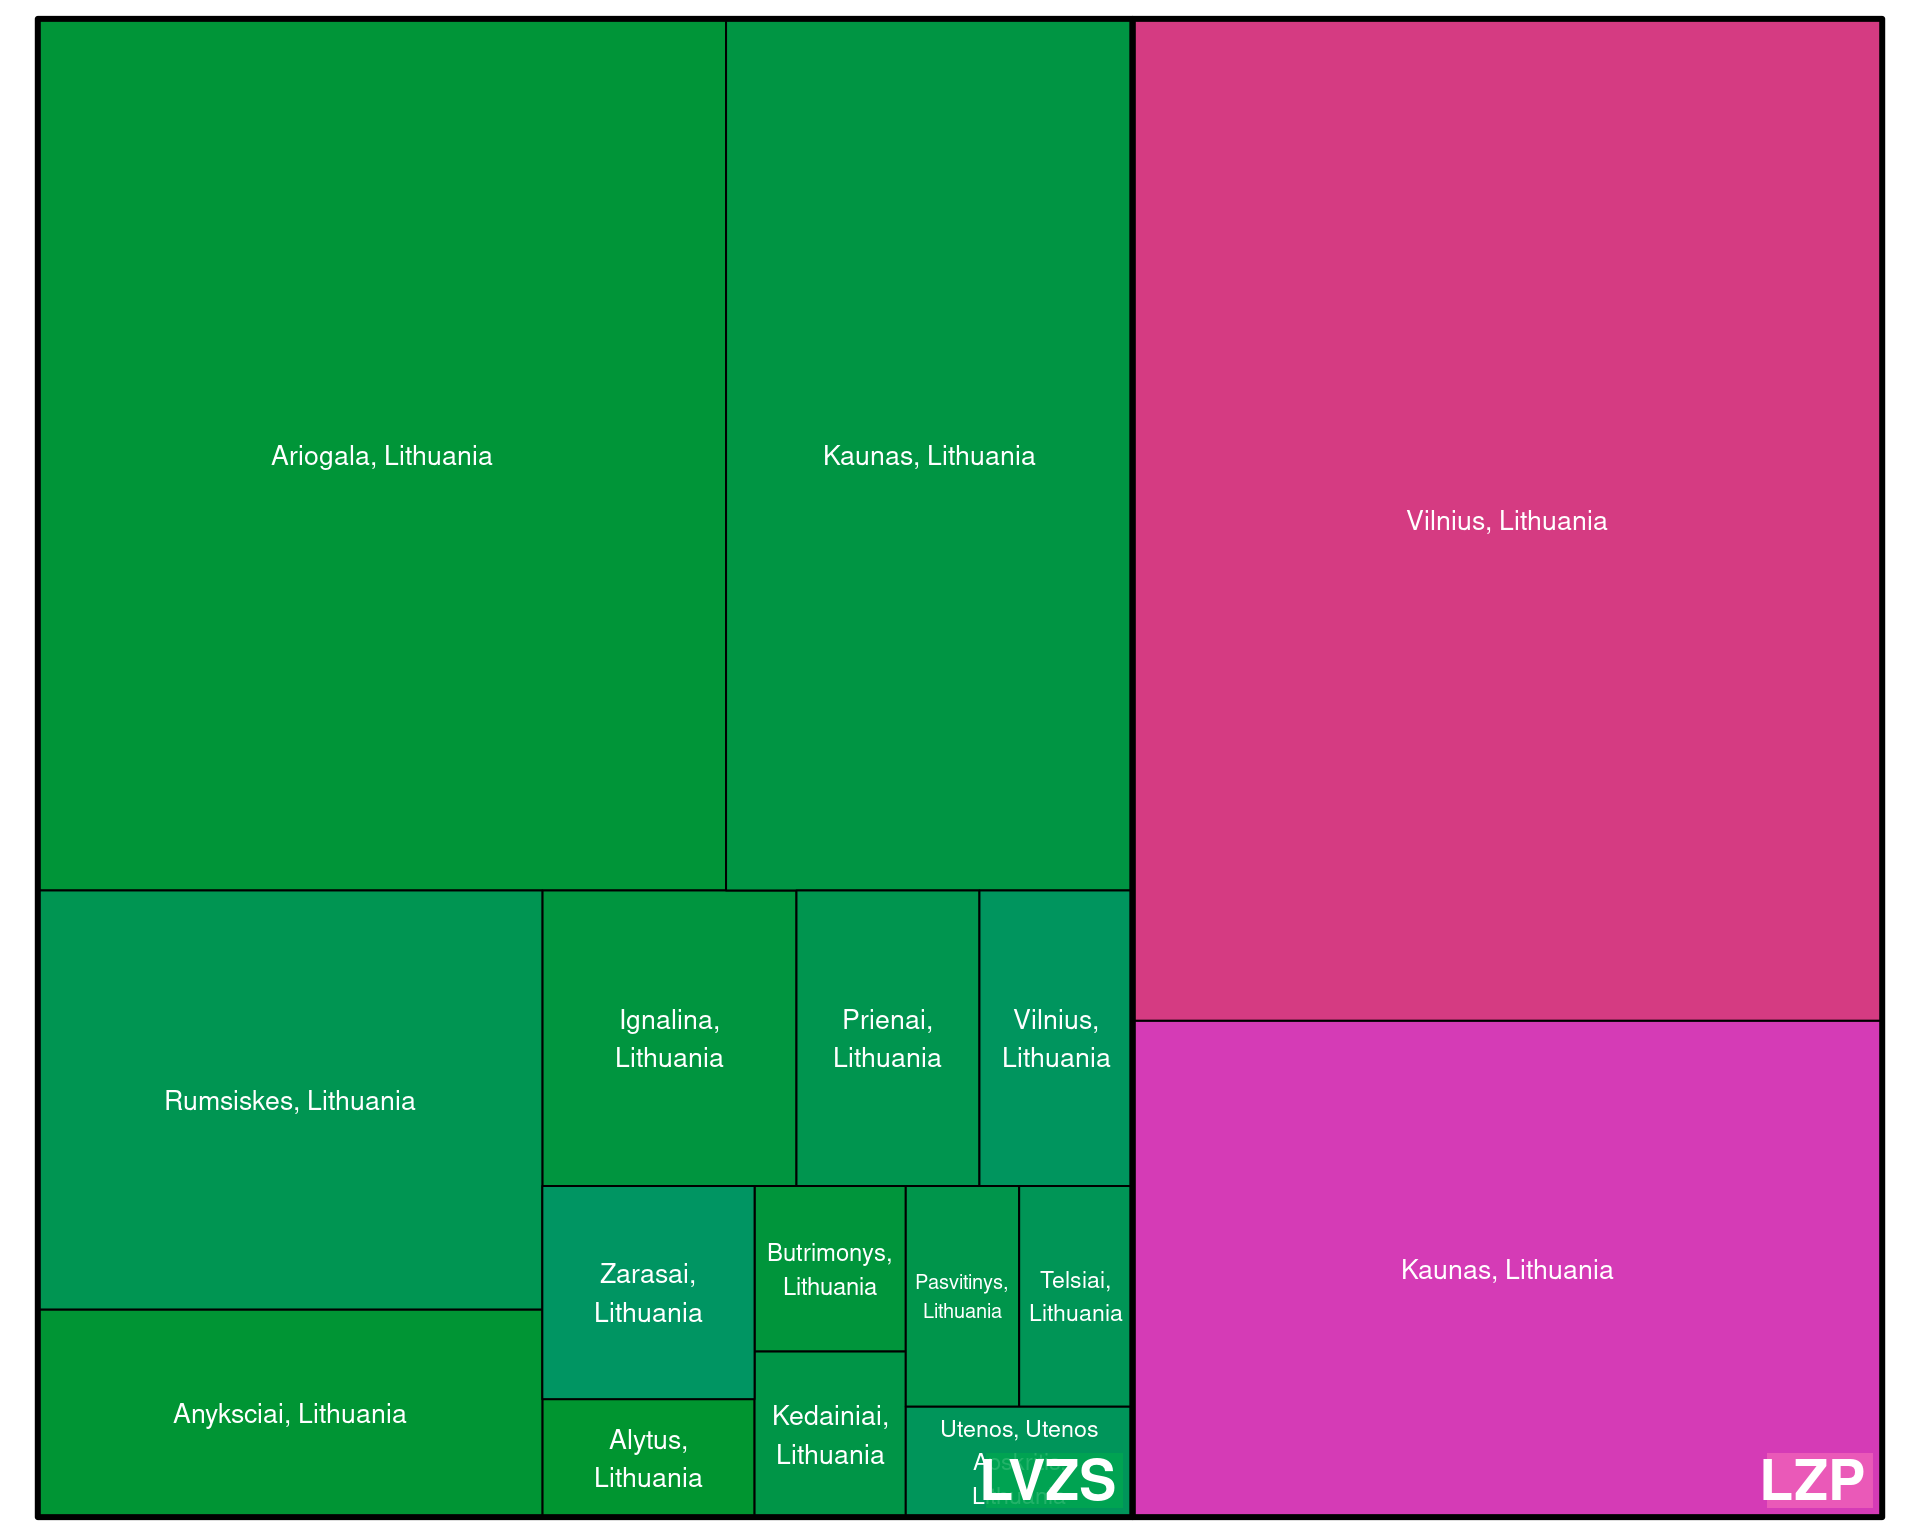 Ariogala, Lithuania
Kaunas, Lithuania
Vilnius, Lithuania
Rumsiskes, Lithuania
Ignalina,
Lithuania
Prienai,
Lithuania
Vilnius,
Lithuania
Zarasai,
Lithuania
Butrimonys,
Lithuania
Pasvitinys,
Lithuania
Telsiai,
Lithuania
Kaunas, Lithuania
Anyksciai, Lithuania
Alytus,
Lithuania
Kedainiai,
Lithuania
Utenos, Utenos
Lithuania
LVZS
LZP